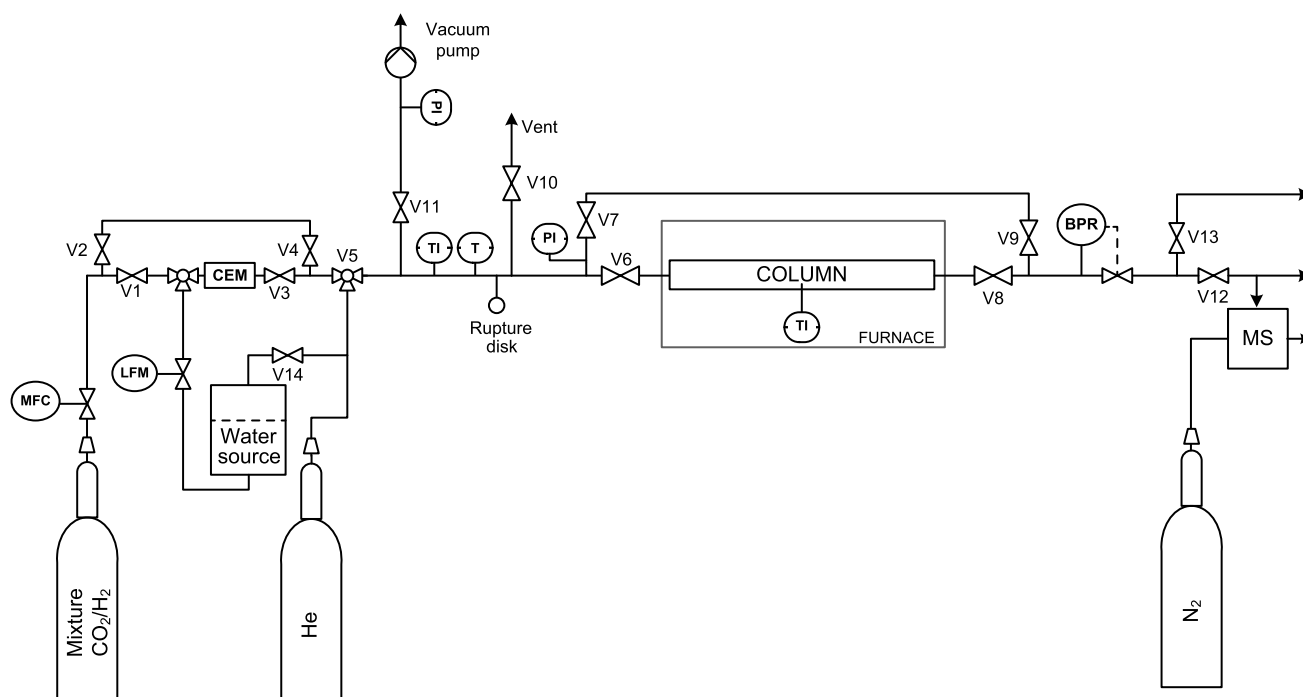 Vacuum
pump
PI
Vent
V10
V11
V7
V2
V4
V5
TI
T
PI
V9
BPR
V13
V1
CEM
V3
V6
COLUMN
V8
V12
Rupture
disk
TI
FURNACE
MS
LFM
V14
MFC
Water
source
Mixture
CO₂/H₂
He
N₂